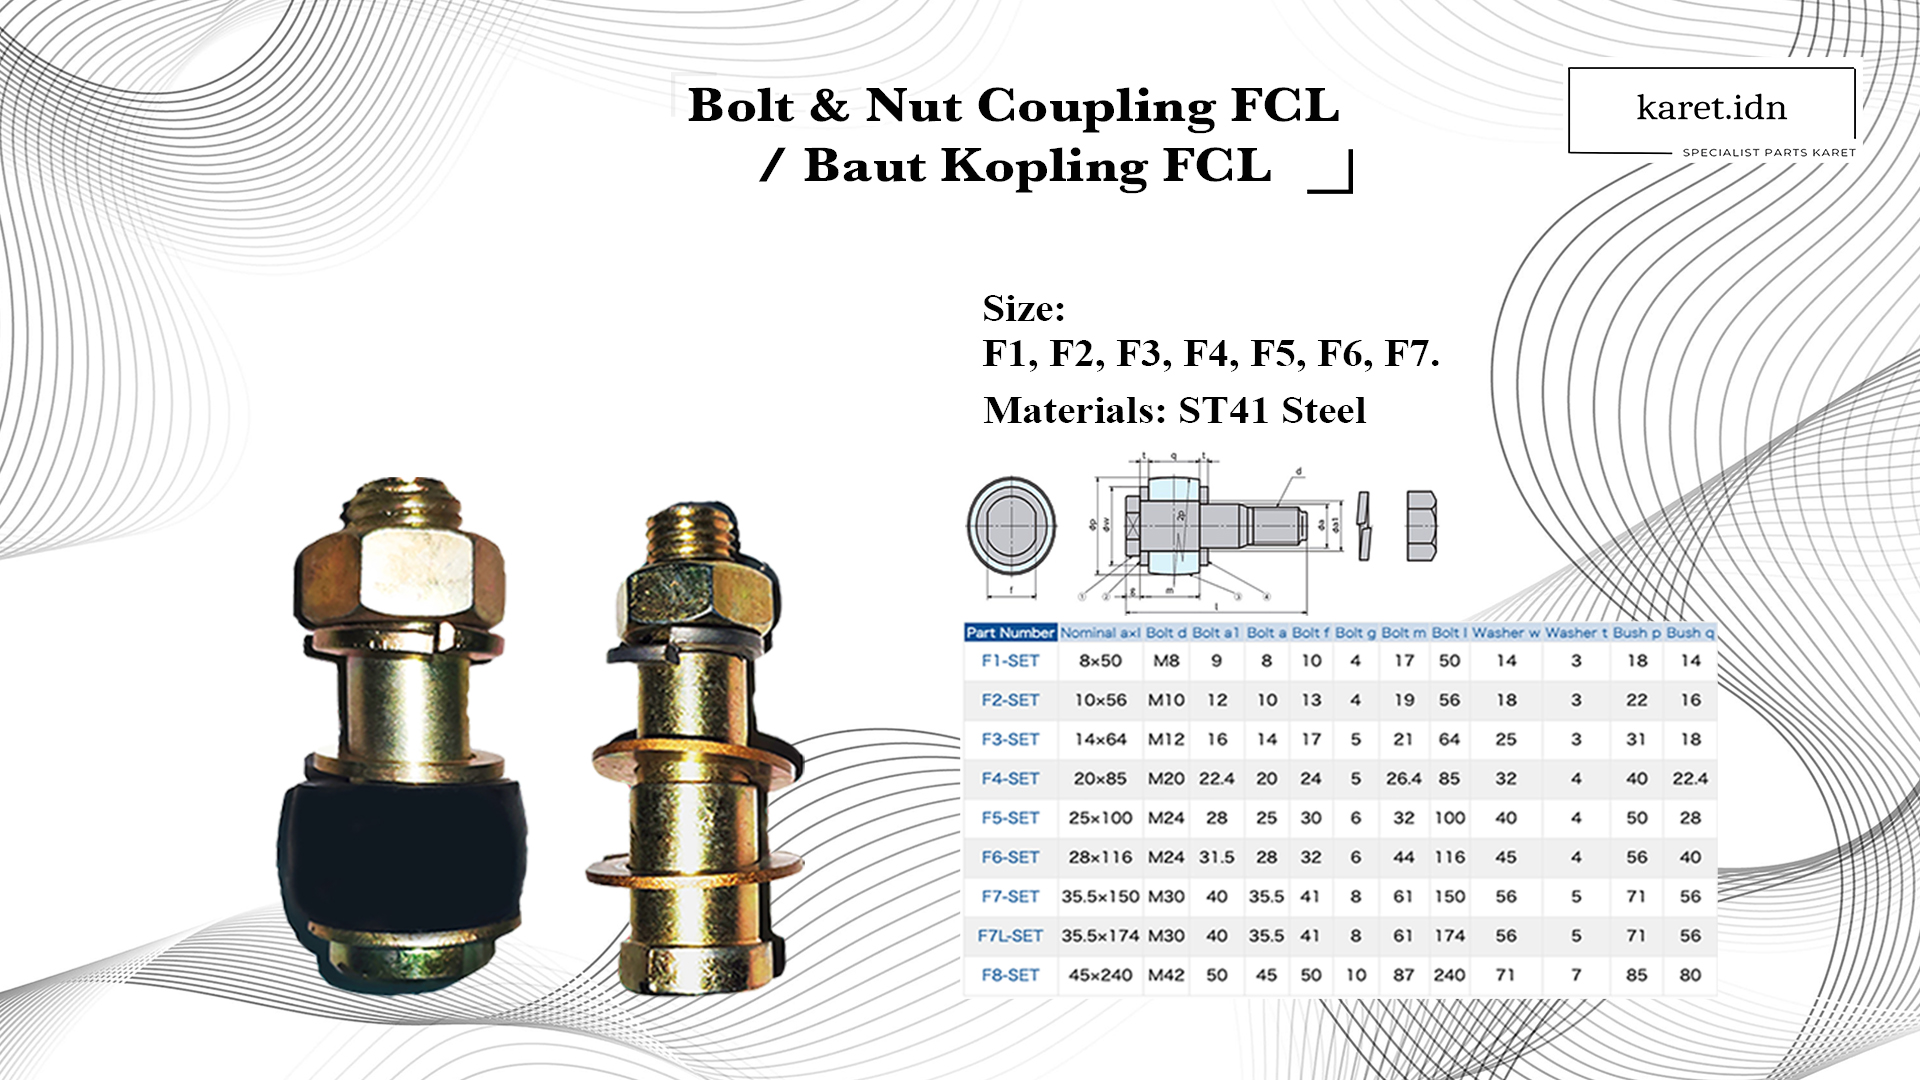 Bolt & Nut Coupling FCL
/ Baut Kopling FCL
karet.idn
SPECIALIST PARTS KARET
Size:
F1, F2, F3, F4, F5, F6, F7.
Materials: ST41 Steel
t q t d
φp φw 2p φa φa1
f 1 2 g m 3 4
l
Part Number Nominal a×l Bolt d Bolt a1 Bolt a Bolt f Bolt g Bolt m Bolt l Washer w Washer t Bush p Bush q
F1-SET 8×50 M8 9 8 10 4 17 50 14 3 18 14
F2-SET 10×56 M10 12 10 13 4 19 56 18 3 22 16
F3-SET 14×64 M12 16 14 17 5 21 64 25 3 31 18
F4-SET 20×85 M20 22.4 20 24 5 26.4 85 32 4 40 22.4
F5-SET 25×100 M24 28 25 30 6 32 100 40 4 50 28
F6-SET 28×116 M24 31.5 28 32 6 44 116 45 4 56 40
F7-SET 35.5×150 M30 40 35.5 41 8 61 150 56 5 71 56
F7L-SET 35.5×174 M30 40 35.5 41 8 61 174 56 5 71 56
F8-SET 45×240 M42 50 45 50 10 87 240 71 7 85 80